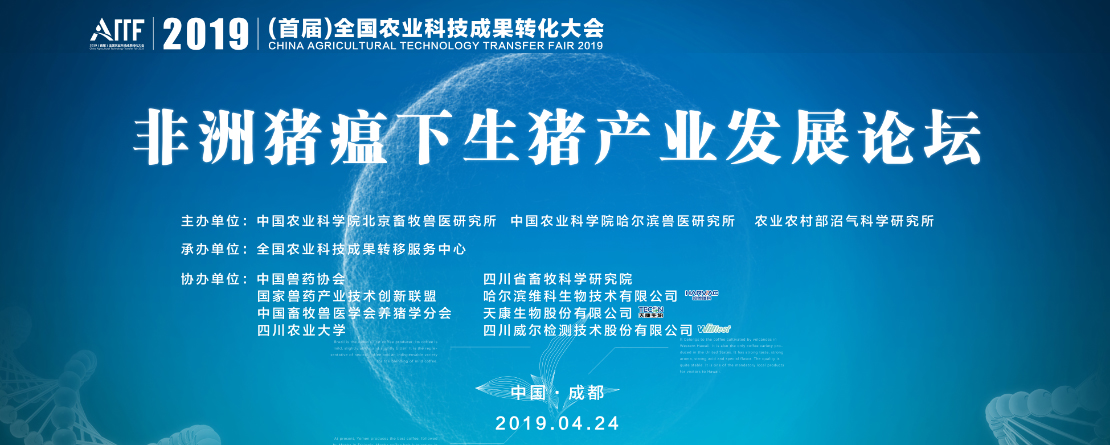 AITF
2019
(首届)全国农业科技成果转化大会
CHINA AGRICULTURAL TECHNOLOGY TRANSFER FAIR 2019
非洲猪瘟下生猪产业发展论坛
主办单位：中国农业科学院北京畜牧兽医研究所 中国农业科学院哈尔滨兽医研究所 农业农村部沼气科学研究所
承办单位：全国农业科技成果转移服务中心
协办单位：中国兽药协会 四川省畜牧科学研究院
国家兽药产业技术创新联盟 哈尔滨维科生物技术有限公司
中国畜牧兽医学会养猪学分会 天康生物股份有限公司
四川农业大学 四川威尔检测技术股份有限公司
中国·成都
2019.04.24